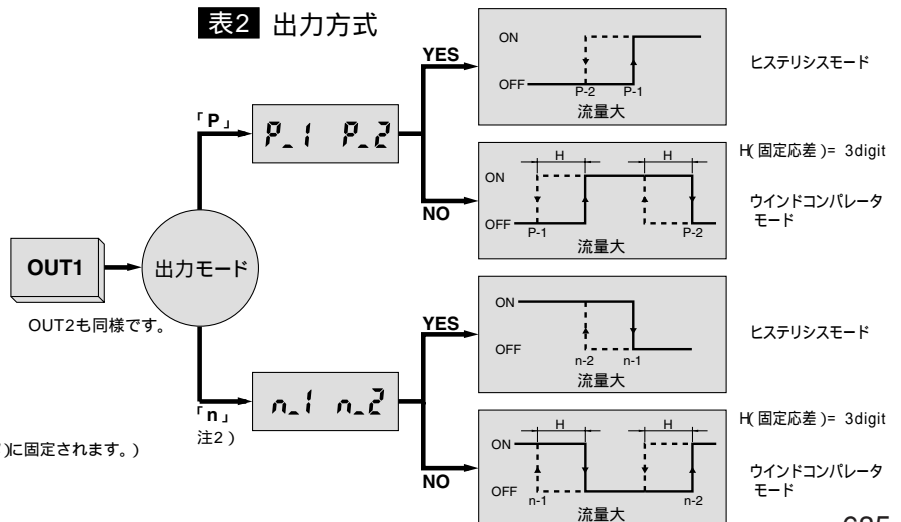 表2 出力方式
YES
ON
OFF
P-2 P-1
流量大
ヒステリシスモード
「P」
P_1 P_2
H(固定応差)= 3digit
H H
ON
OFF
P-1 P-2
流量大
ウインドコンパレータ
モード
NO
OUT1
出力モード
OUT2も同様です。
YES
ON
OFF
n-2 n-1
流量大
ヒステリシスモード
n_1 n_2
「n」
注2)
)に固定されます。)
H(固定応差)= 3digit
H H
ON
OFF
n-1 n-2
流量大
ウインドコンパレータ
モード
NO